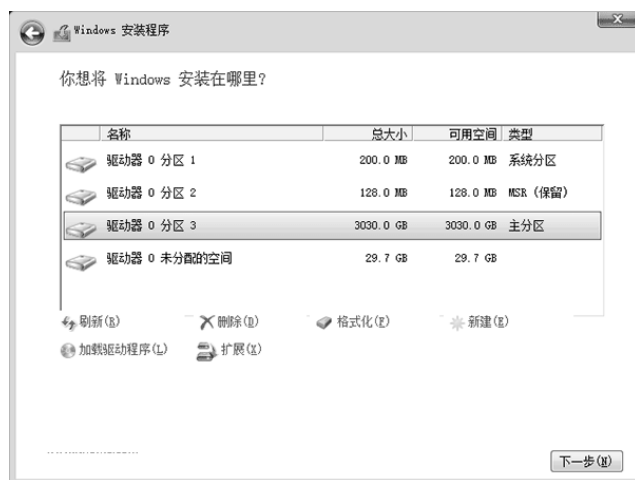 Windows 安装程序
你想将 Windows 安装在哪里?
名称 总大小 可用空间 类型
驱动器 0 分区 1 200.0 MB 200.0 MB 系统分区
驱动器 0 分区 2 128.0 MB 128.0 MB MSR (保留)
驱动器 0 分区 3 3030.0 GB 3030.0 GB 主分区
驱动器 0 未分配的空间 29.7 GB 29.7 GB
刷新(R) 删除(D) 格式化(F) 新建(E)
加载驱动程序(L) 扩展(X)
下一步(N)